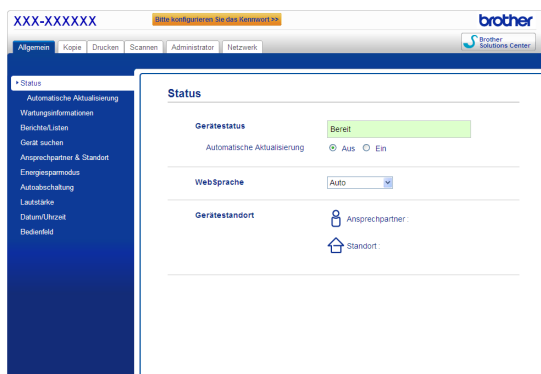 XXX-XXXXXX
Bitte konfigurieren Sie das Kennwort >>
brother
Allgemein Kopie Drucken Scannen Administrator Netzwerk
Brother
Solutions Center
Status
Automatische Aktualisierung
Wartungsinformationen
Berichte/Listen
Gerät suchen
Ansprechpartner & Standort
Energiesparmodus
Autoabschaltung
Lautstärke
Datum/Uhrzeit
Bedienfeld
Status
Gerätestatus Bereit
Automatische Aktualisierung Aus Ein
WebSprache Auto
Gerätestandort Ansprechpartner :
Standort :